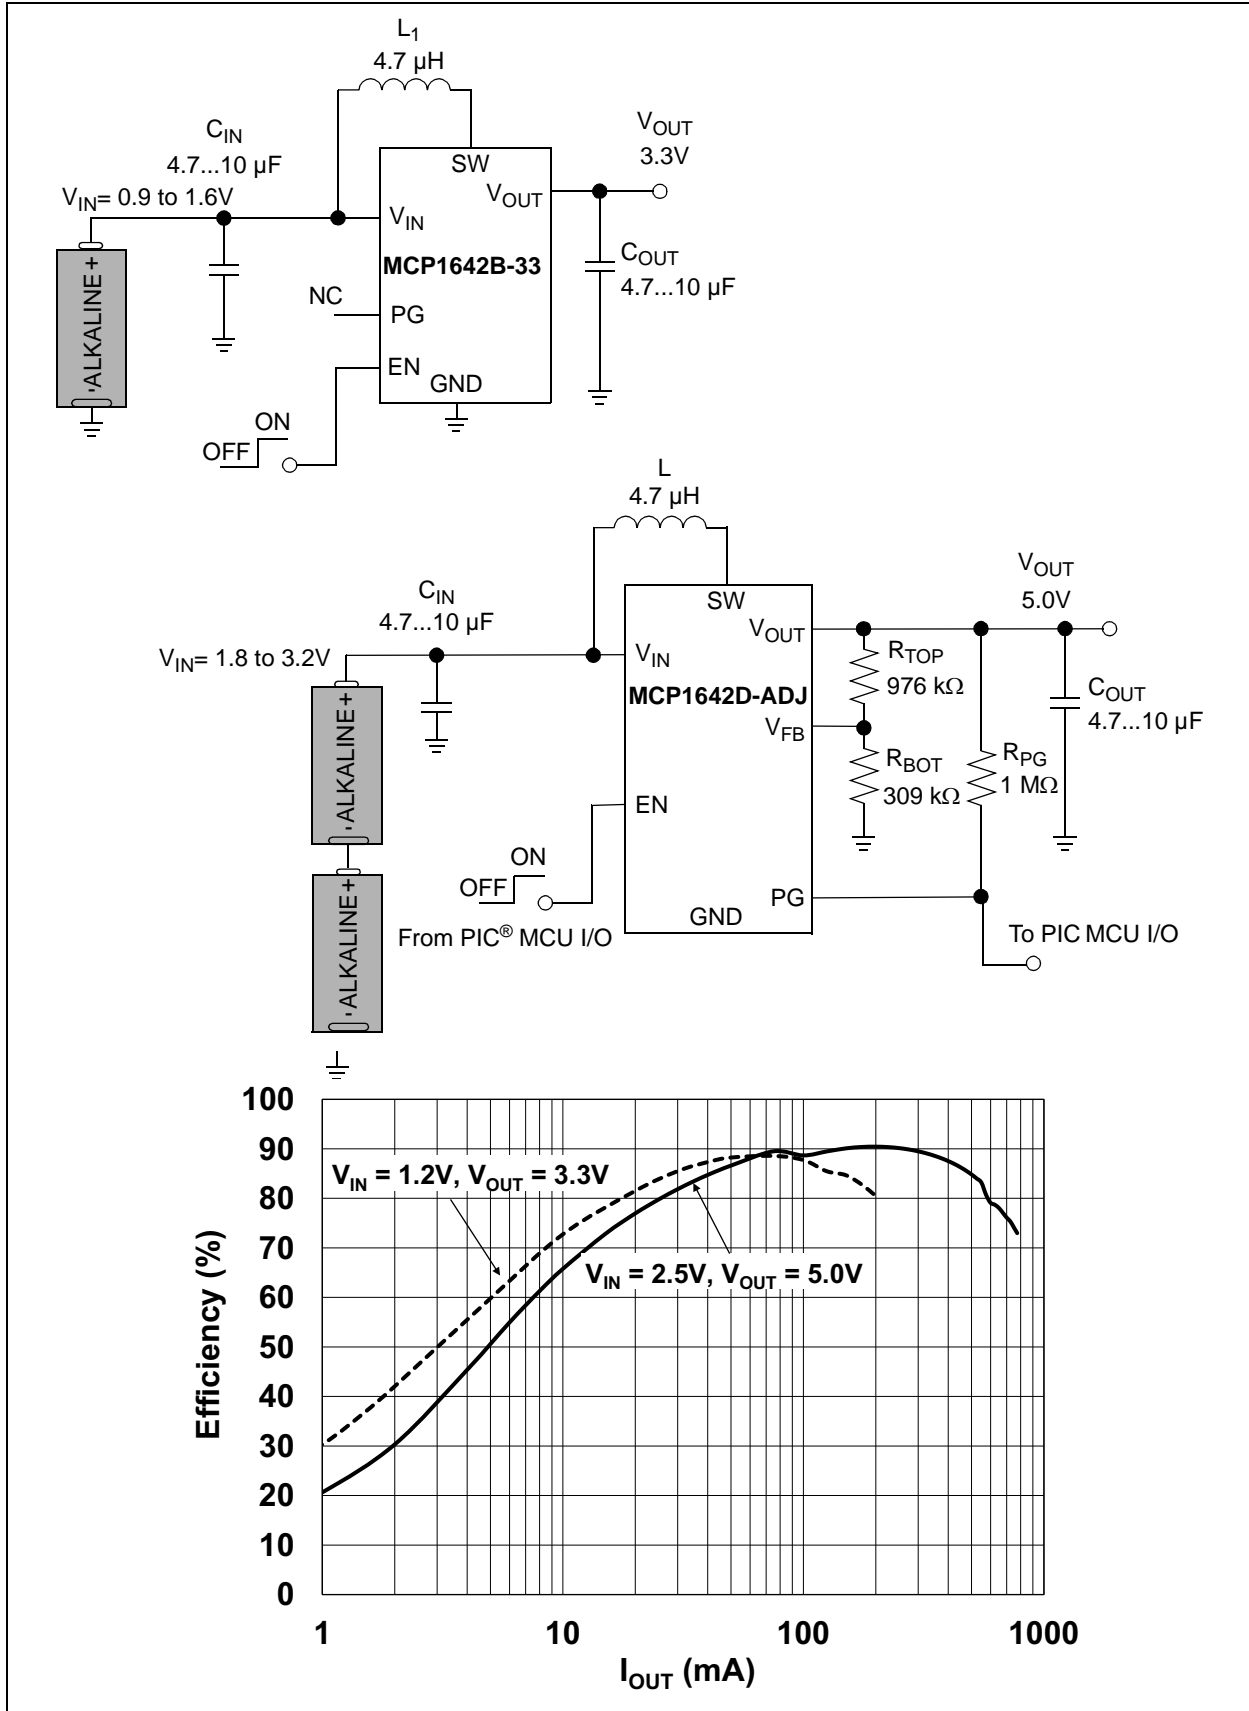 L1
4.7 µH
CIN
4.7...10 µF
VIN= 0.9 to 1.6V
VOUT
3.3V
SW
VOUT
VIN
MCP1642B-33
COUT
4.7...10 µF
NC
PG
EN
GND
ON
OFF
-ALKALINE+
L
4.7 µH
CIN
4.7...10 µF
VIN= 1.8 to 3.2V
VOUT
5.0V
SW
VOUT
VIN
MCP1642D-ADJ
VFB
RTOP
976 kΩ
RBOT
309 kΩ
RPG
1 MΩ
COUT
4.7...10 µF
EN
PG
GND
ON
OFF
From PIC® MCU I/O
To PIC MCU I/O
-ALKALINE+
-ALKALINE+
100
90
80
70
60
50
40
30
20
10
0
Efficiency (%)
VIN = 1.2V, VOUT = 3.3V
VIN = 2.5V, VOUT = 5.0V
1
10
100
1000
IOUT (mA)